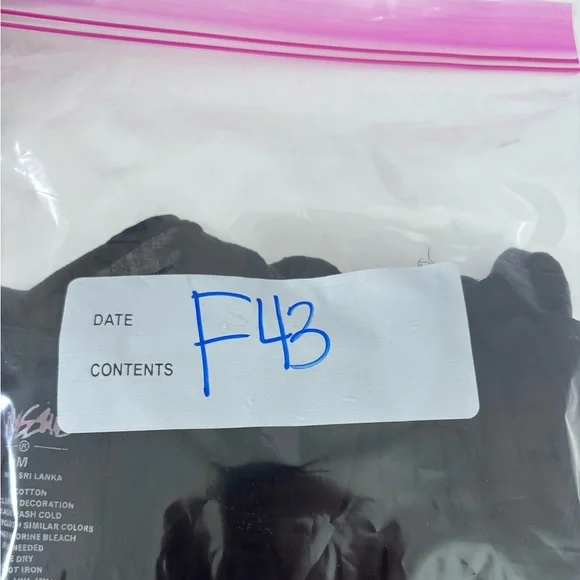 DATE
F43
CONTENTS
®
M
SRI LANKA
COTTON
DECORATION
WASH COLD
SIMILAR COLORS
BLEACH
NEEDED
DRY
IRON